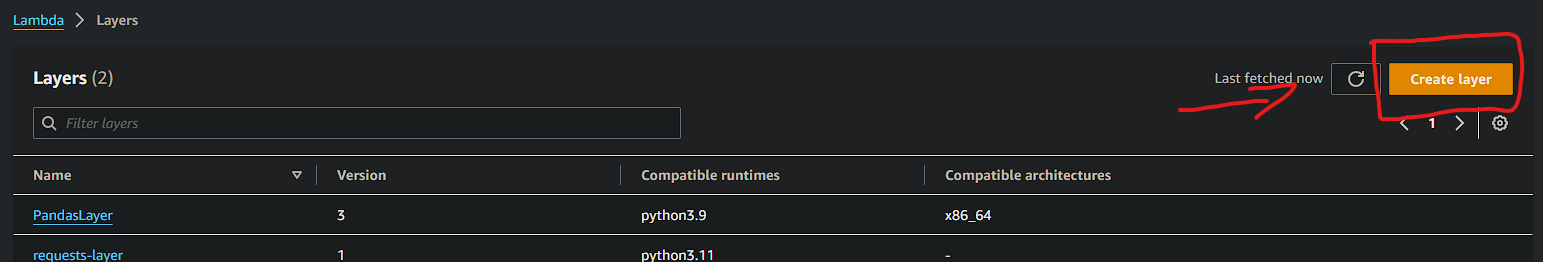 Lambda > Layers
Layers (2) Last fetched now Create layer
Filter layers
< 1 >
Name Version Compatible runtimes Compatible architectures
PandasLayer 3 python3.9 x86_64
requests-layer 1 python3.11 -